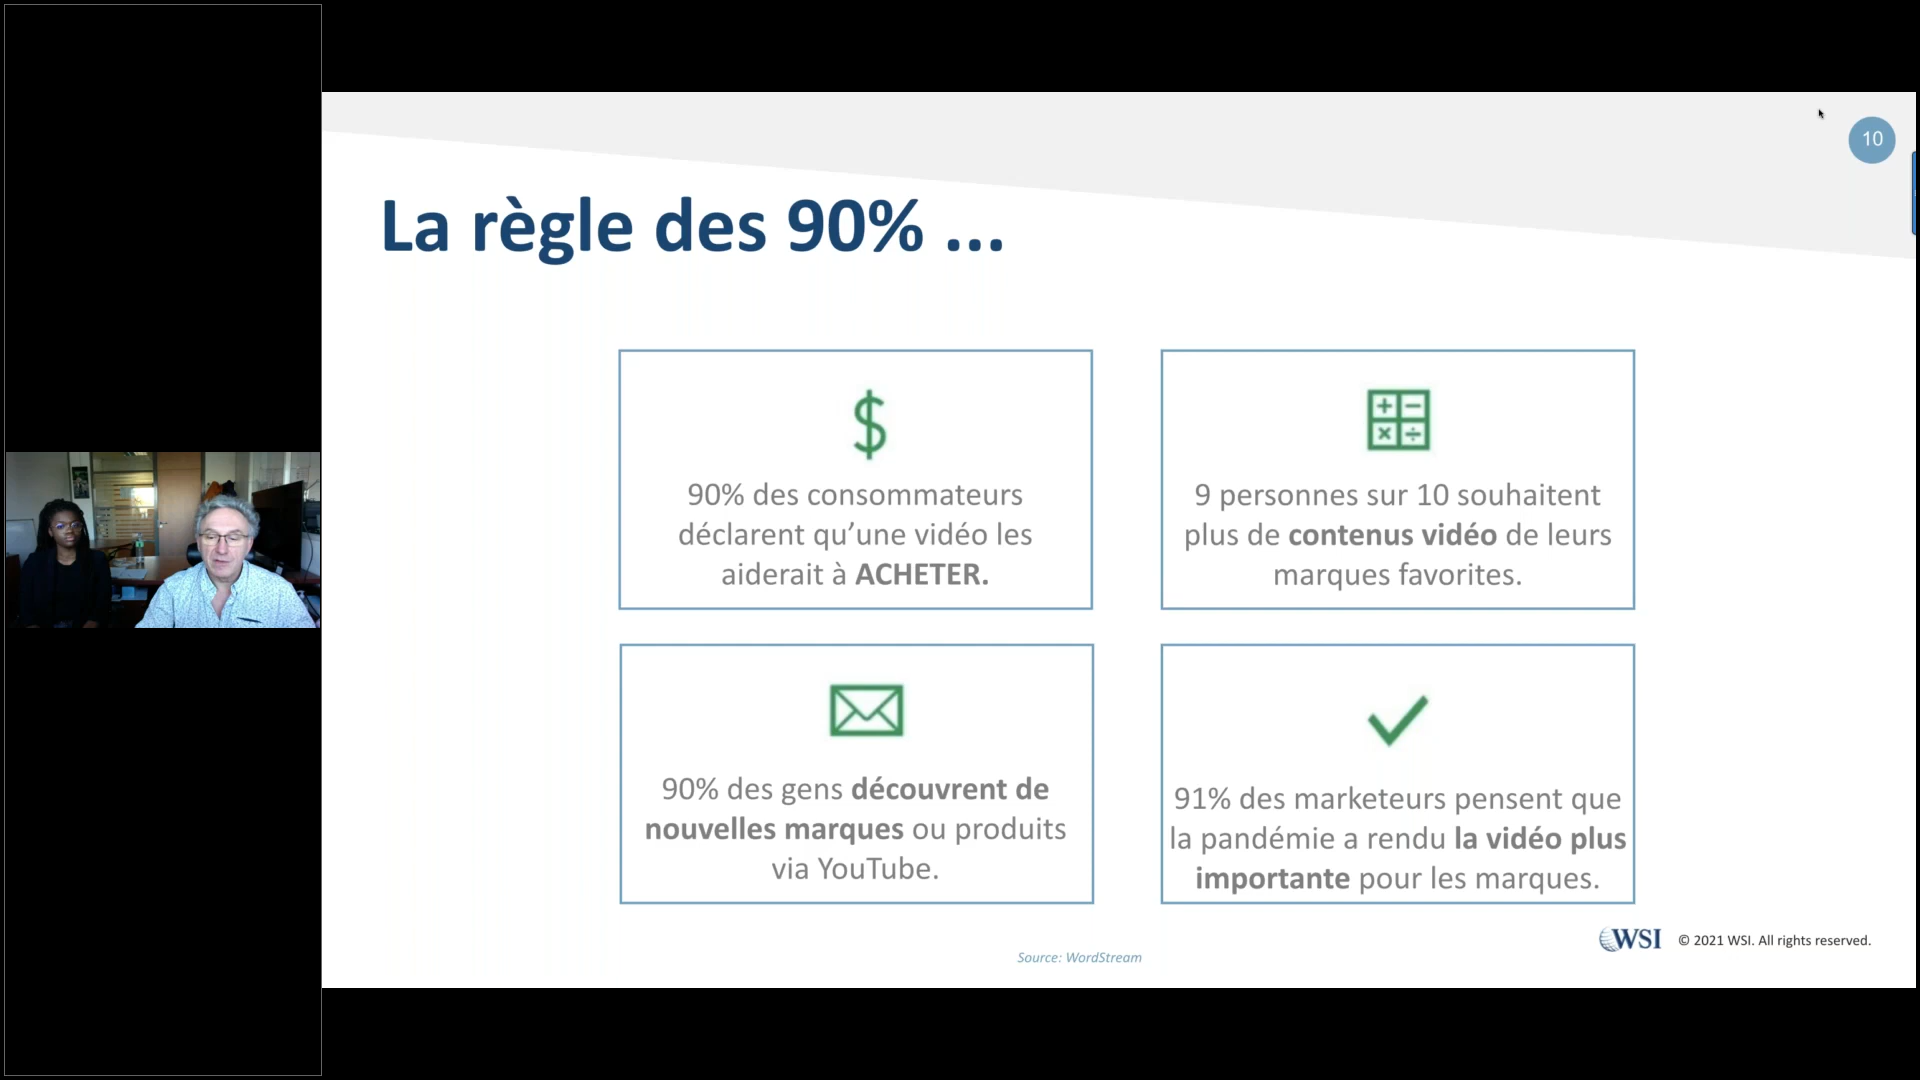 10
La règle des 90% ...
$
90% des consommateurs
déclarent qu’une vidéo les
aiderait à ACHETER.
9 personnes sur 10 souhaitent
plus de contenus vidéo de leurs
marques favorites.
90% des gens découvrent de
nouvelles marques ou produits
via YouTube.
91% des marketeurs pensent que
la pandémie a rendu la vidéo plus
importante pour les marques.
WSI © 2021 WSI. All rights reserved.
Source: WordStream